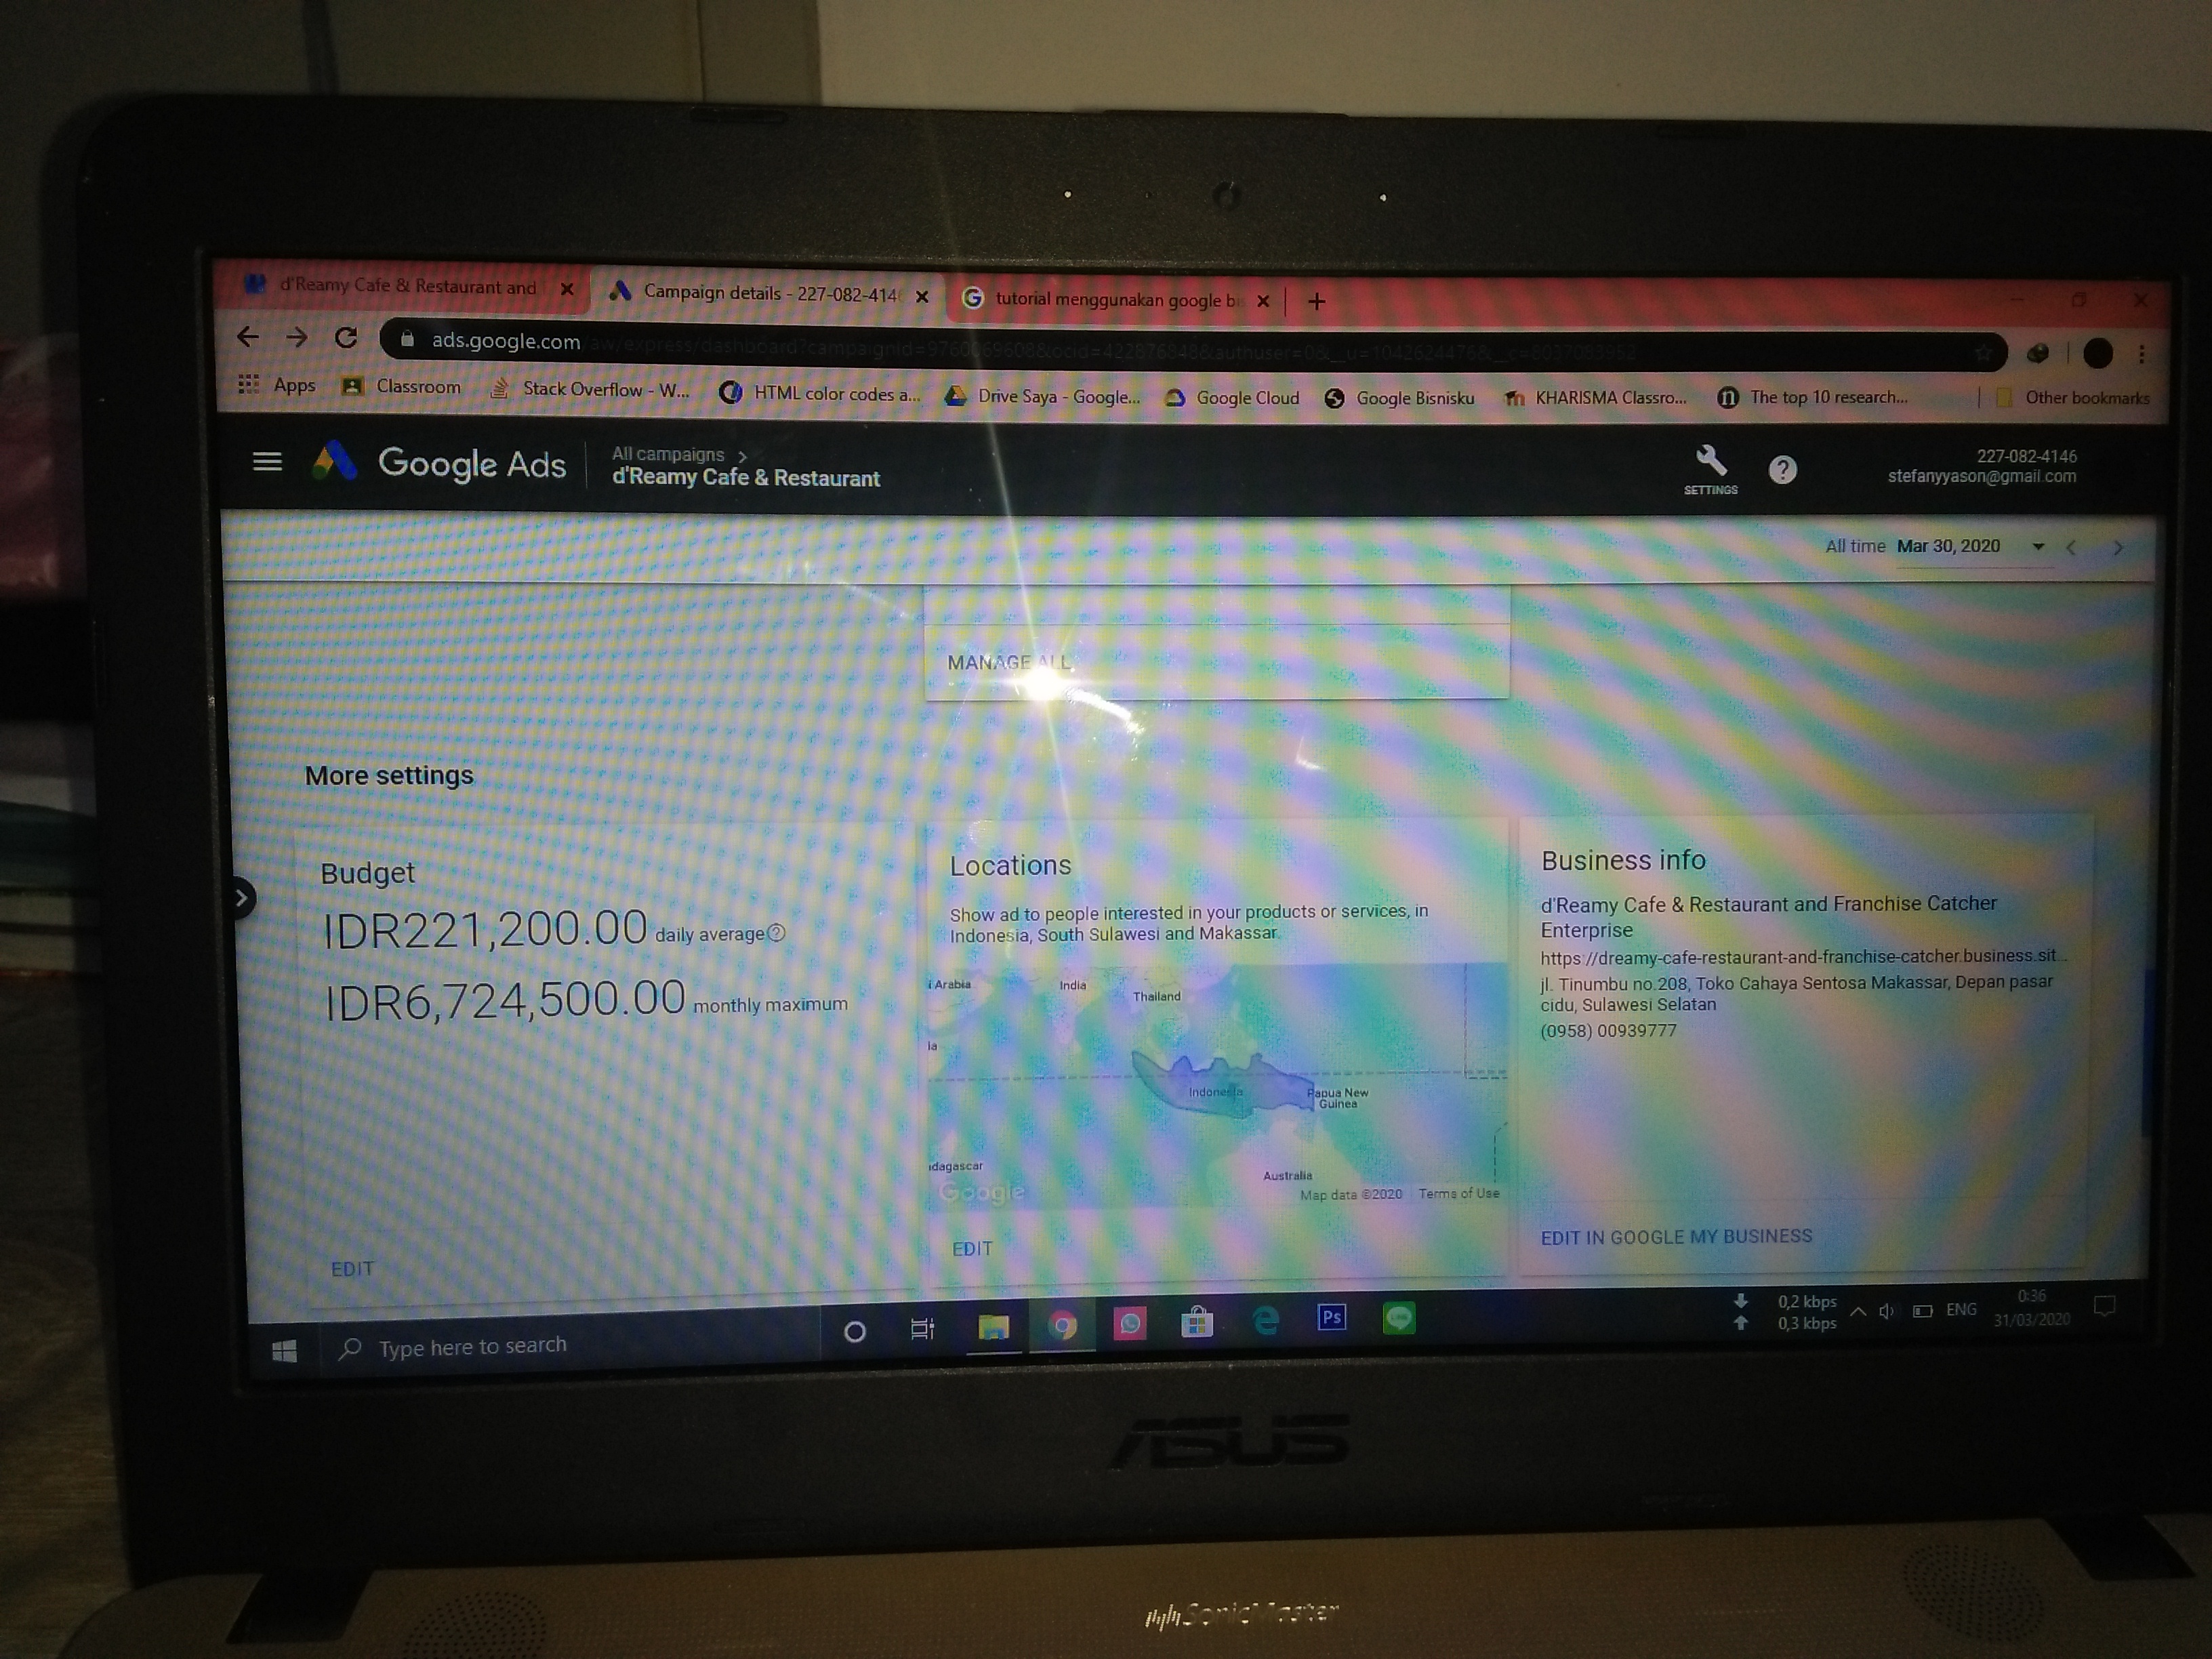 d'Reamy Cafe & Restaurant and
Campaign details - 227-082-414
tutorial menggunakan google b
ads.google.com
Apps
Classroom
Stack Overflow - W...
HTML color codes a...
Drive Saya - Google...
Google Cloud
Google Bisnisku
KHARISMA Classro...
The top 10 research...
Other bookmarks
Google Ads
All campaigns >
d'Reamy Cafe & Restaurant
SETTINGS
227-082-4146
stefanyyason@gmail.com
All time Mar 30, 2020
MANAGE ALL
More settings
Budget
IDR221,200.00 daily average
IDR6,724,500.00 monthly maximum
EDIT
Locations
Show ad to people interested in your products or services, in
Indonesia, South Sulawesi and Makassar.
i Arabia
India
Thailand
la
Indonesia
Papua New
Guinea
dagascar
Australia
Google
Map data ©2020 Terms of Use
EDIT
Business info
d'Reamy Cafe & Restaurant and Franchise Catcher
Enterprise
https://dreamy-cafe-restaurant-and-franchise-catcher.business.sit...
jl. Tinumbu no.208, Toko Cahaya Sentosa Makassar, Depan pasar
cidu, Sulawesi Selatan
(0958) 00939777
EDIT IN GOOGLE MY BUSINESS
Type here to search
Ps
0,2 kbps
0,3 kbps
ENG
0:36
31/03/2020
ASUS
SonicMaster